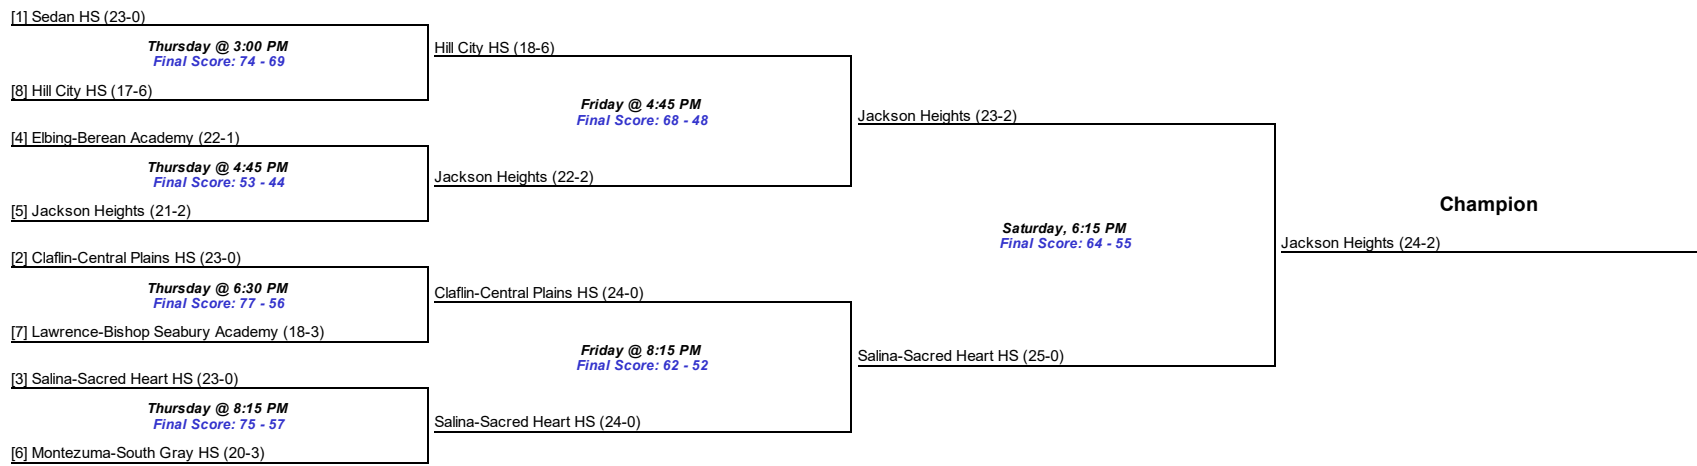 [1] Sedan HS (23-0)
Thursday @ 3:00 PM
Final Score: 74 - 69
[8] Hill City HS (17-6)
[4] Elbing-Berean Academy (22-1)
Thursday @ 4:45 PM
Final Score: 53 - 44
[5] Jackson Heights (21-2)
[2] Claflin-Central Plains HS (23-0)
Thursday @ 6:30 PM
Final Score: 77 - 56
[7] Lawrence-Bishop Seabury Academy (18-3)
[3] Salina-Sacred Heart HS (23-0)
Thursday @ 8:15 PM
Final Score: 75 - 57
[6] Montezuma-South Gray HS (20-3)
Hill City HS (18-6)
Friday @ 4:45 PM
Final Score: 68 - 48
Jackson Heights (22-2)
Claflin-Central Plains HS (24-0)
Friday @ 8:15 PM
Final Score: 62 - 52
Salina-Sacred Heart HS (24-0)
Jackson Heights (23-2)
Saturday, 6:15 PM
Final Score: 64 - 55
Salina-Sacred Heart HS (25-0)
Champion
Jackson Heights (24-2)